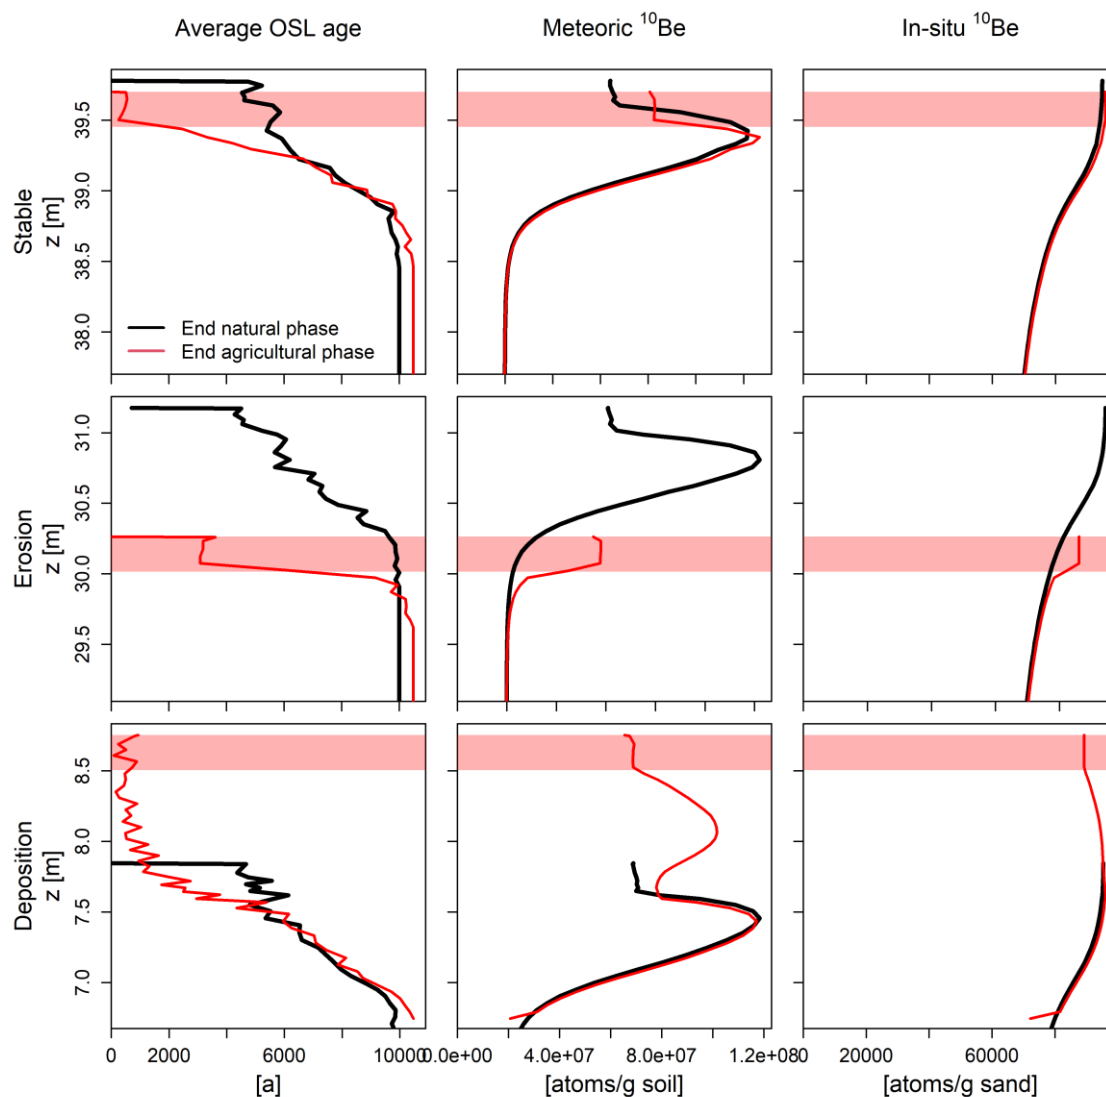 Average OSL age
Meteoric ¹⁰Be
In-situ ¹⁰Be
Stable
z [m]
39.5
39.0
38.5
38.0
End natural phase
End agricultural phase
Erosion
z [m]
31.0
30.5
30.0
29.5
Deposition
z [m]
8.5
8.0
7.5
7.0
0 2000 6000 10000
0.0e+00 4.0e+07 8.0e+07 1.2e+08
0 20000 60000
[a]
[atoms/g soil]
[atoms/g sand]